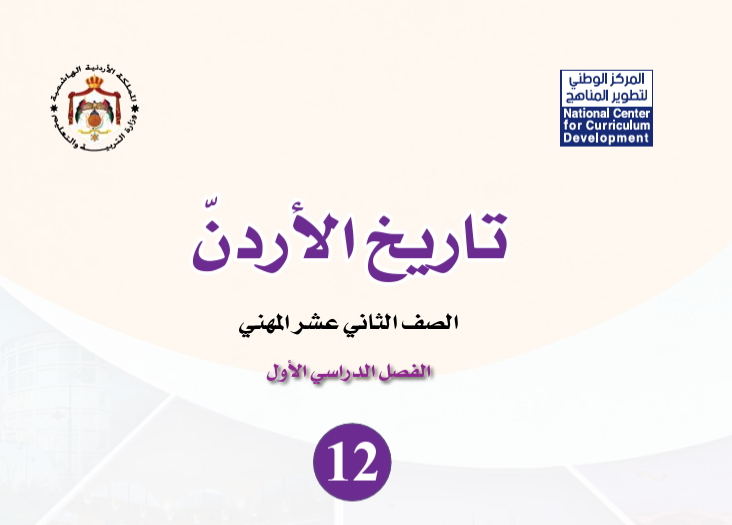 المملكة الأردنية الهاشمية
وزارة التربية والتعليم
المركز الوطني
لتطوير المناهج
National Center
for Curriculum
Development
تاريخ الأردنّ
الصف الثاني عشر المهني
الفصل الدراسي الأول
12